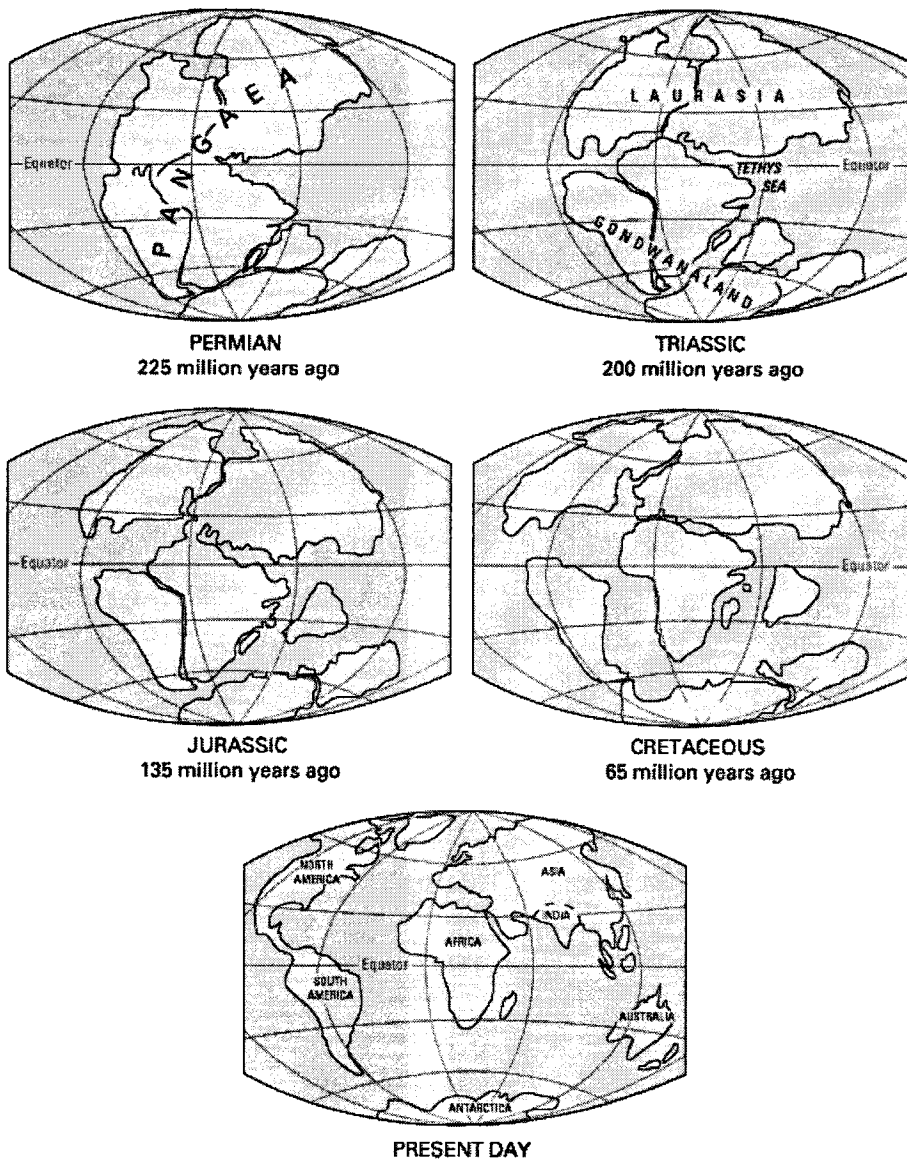 PANGAEA
Equator
PERMIAN
225 million years ago
LAURASIA
TETHYS
SEA
Equator
GONDWANALAND
TRIASSIC
200 million years ago
Equator
JURASSIC
135 million years ago
Equator
CRETACEOUS
65 million years ago
NORTH
AMERICA
ASIA
INDIA
AFRICA
Equator
SOUTH
AMERICA
AUSTRALIA
ANTARCTICA
PRESENT DAY